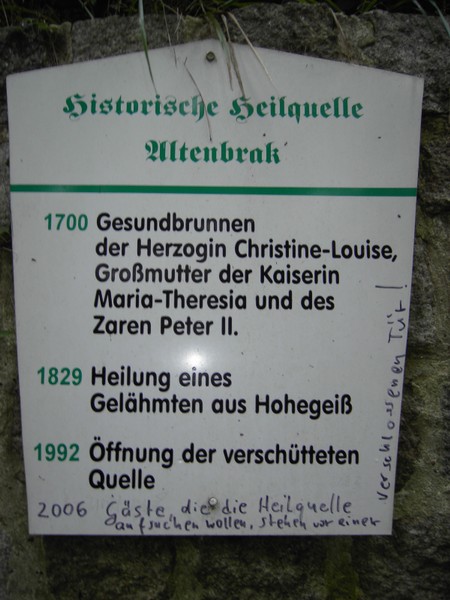 Historische Heilquelle
Altenbrak
1700 Gesundbrunnen
der Herzogin Christine-Louise,
Großmutter der Kaiserin
Maria-Theresia und des
Zaren Peter II.
1829 Heilung eines
Gelähmten aus Hohegeiß
1992 Öffnung der verschütteten
Quelle
2006 Gäste, die die Heilquelle
aufsuchen wollen, stehen vor einer
verschlossenen Tür!